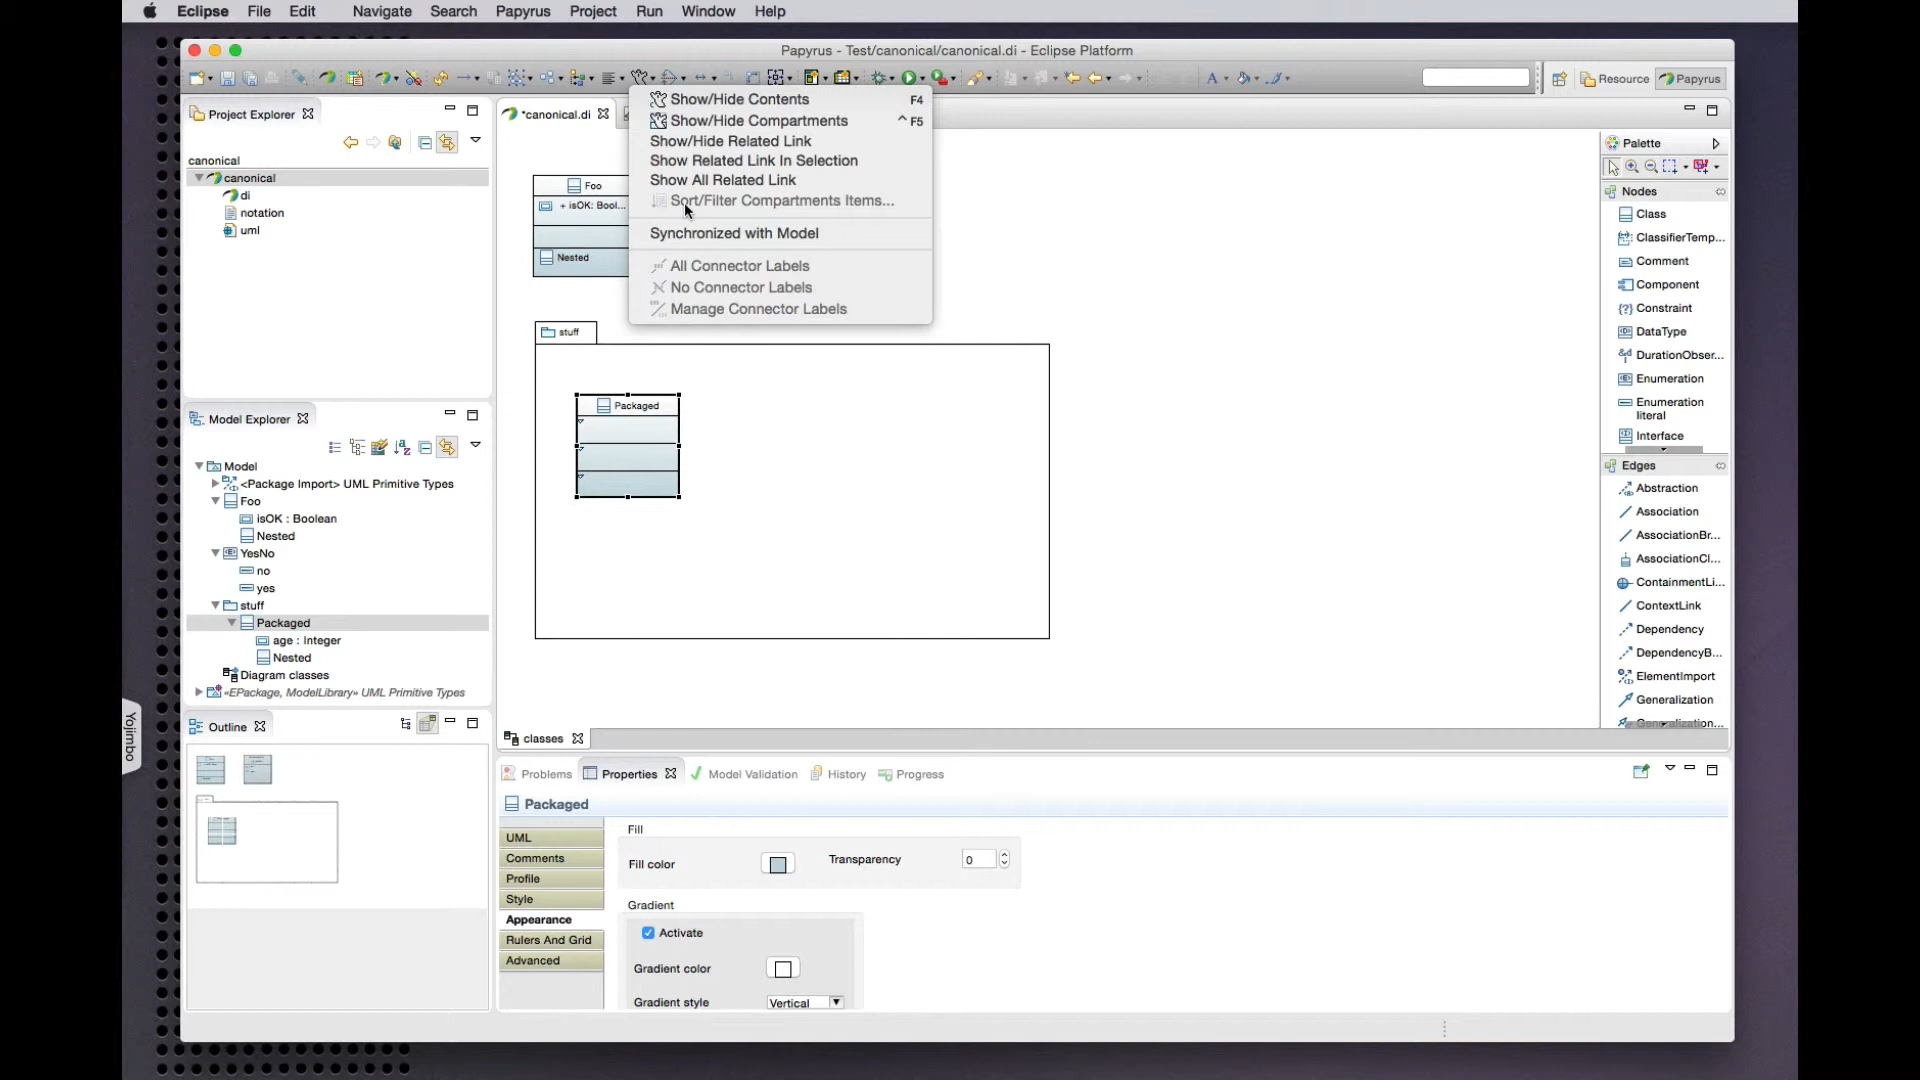 Eclipse File Edit Navigate Search Papyrus Project Run Window Help
Papyrus - Test/canonical/canonical.di - Eclipse Platform
Resource Papyrus
Project Explorer
canonical
canonical
di
notation
uml
*canonical.di
Show/Hide Contents F4
Show/Hide Compartments ^ F5
Show/Hide Related Link
Show Related Link In Selection
Show All Related Link
Sort/Filter Compartments Items...
Synchronized with Model
All Connector Labels
No Connector Labels
Manage Connector Labels
Foo
+ isOK: Bool...
Nested
stuff
Packaged
classes
Palette
Nodes
Class
ClassifierTemp...
Comment
Component
Constraint
DataType
DurationObser...
Enumeration
Enumeration
literal
Interface
Edges
Abstraction
Association
AssociationBr...
AssociationCl...
ContainmentLi...
ContextLink
Dependency
DependencyB...
ElementImport
Generalization
Generalization...
Model Explorer
Model
<Package Import> UML Primitive Types
Foo
isOK : Boolean
Nested
YesNo
no
yes
stuff
Packaged
age : Integer
Nested
Diagram classes
«EPackage, ModelLibrary» UML Primitive Types
Yojimbo
Outline
Problems Properties Model Validation History Progress
Packaged
UML
Comments
Profile
Style
Appearance
Rulers And Grid
Advanced
Fill
Fill color Transparency 0
Gradient
Activate
Gradient color
Gradient style Vertical